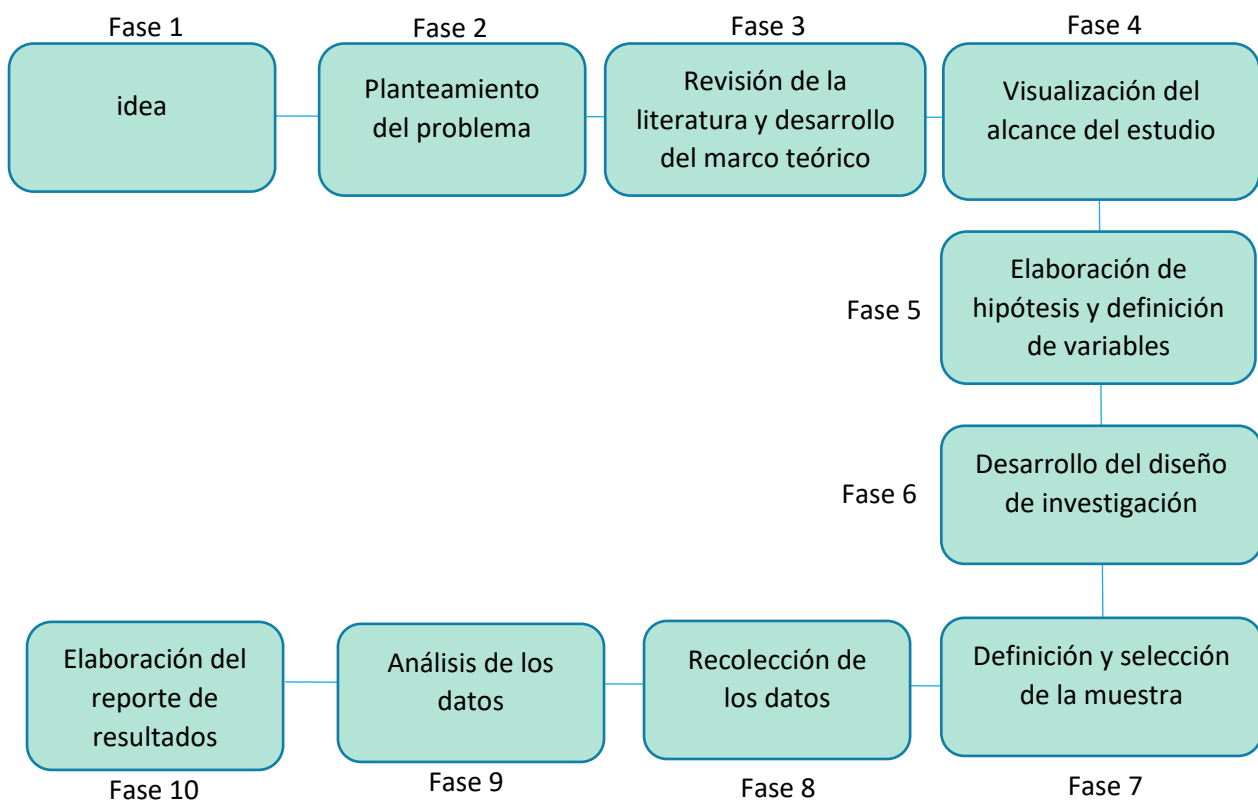 Fase 1
idea
Fase 2
Planteamiento
del problema
Fase 3
Revisión de la
literatura y desarrollo
del marco teórico
Fase 4
Visualización del
alcance del estudio
Fase 5
Elaboración de
hipótesis y definición
de variables
Fase 6
Desarrollo del diseño
de investigación
Definición y selección
de la muestra
Fase 7
Recolección de
los datos
Fase 8
Análisis de los
datos
Fase 9
Elaboración del
reporte de
resultados
Fase 10